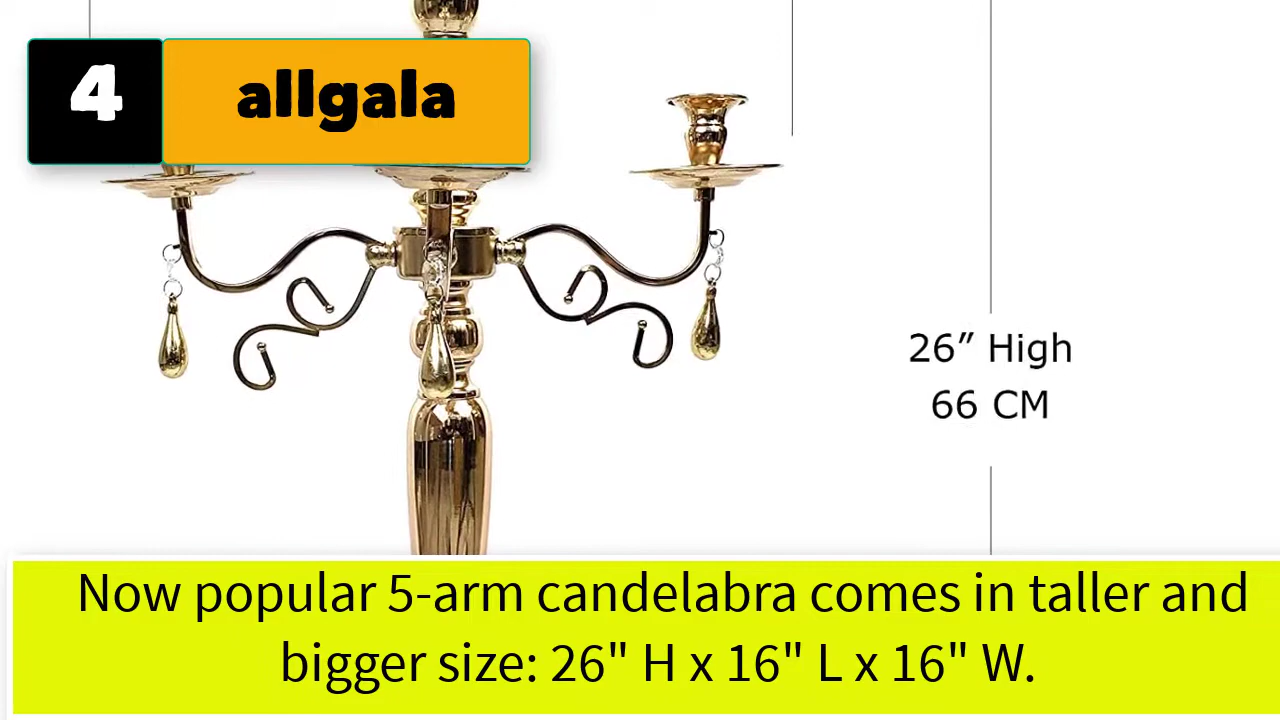 4 allgala
26” High
66 CM
Now popular 5-arm candelabra comes in taller and
bigger size: 26" H x 16" L x 16" W.